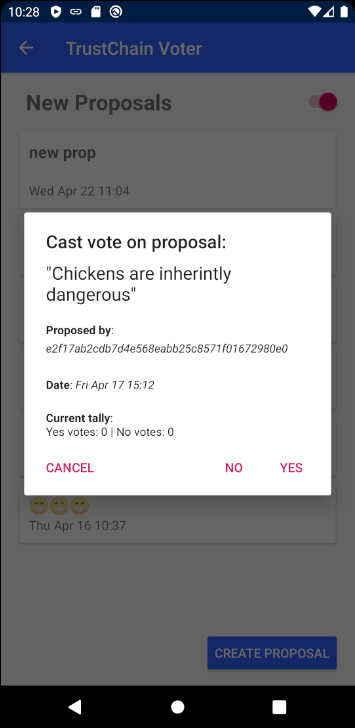 10:28
TrustChain Voter
New Proposals
new prop
Wed Apr 22 11:04
Cast vote on proposal:
"Chickens are inherintly
dangerous"
Proposed by:
e2f17ab2cdb7d4e568eabb25c8571f01672980e0
Date: Fri Apr 17 15:12
Current tally:
Yes votes: 0 | No votes: 0
CANCEL NO YES
😁😁😁
Thu Apr 16 10:37
CREATE PROPOSAL